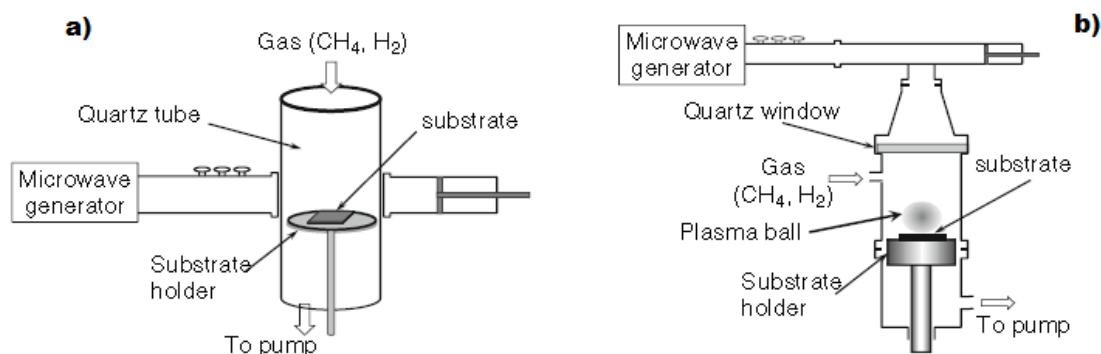 a)
Gas (CH4, H2)
Quartz tube
substrate
Microwave
generator
Substrate
holder
To pump
b)
Microwave
generator
Quartz window
Gas
(CH4, H2)
substrate
Plasma ball
Substrate
holder
To pump